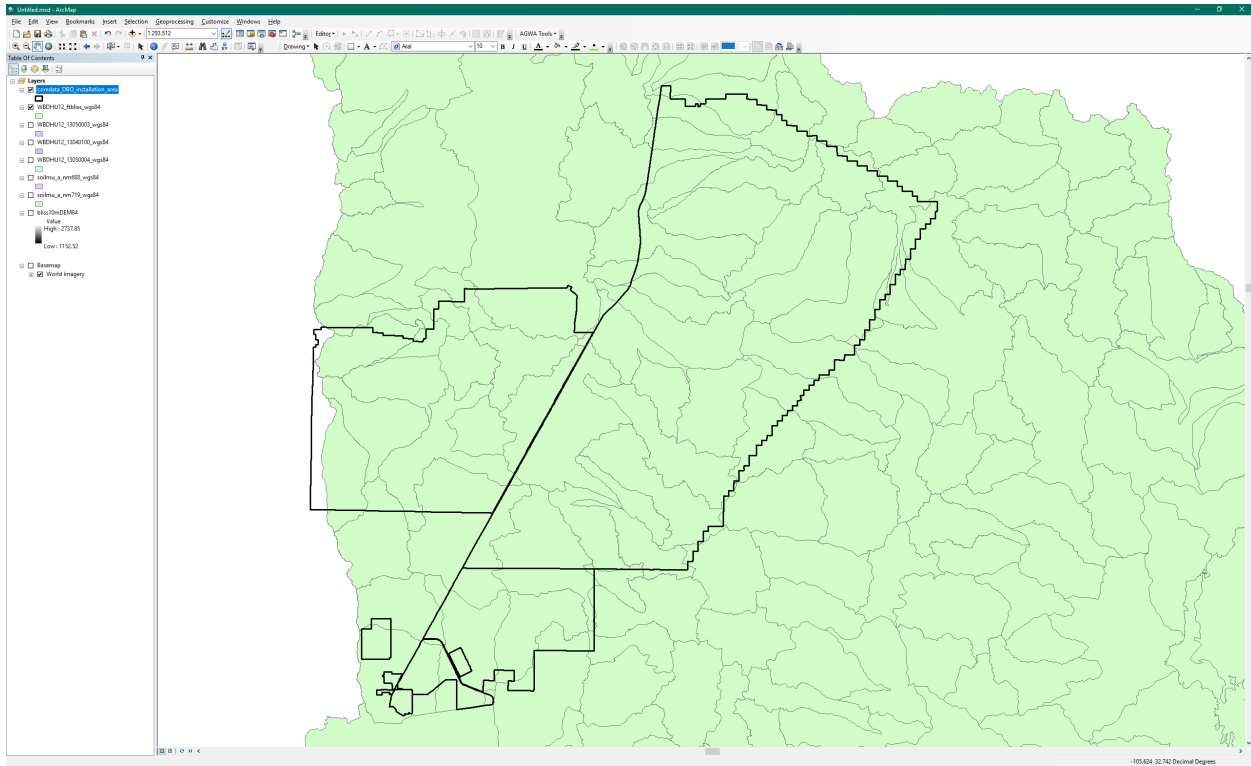 Untitled.mxd - ArcMap
File Edit View Bookmarks Insert Selection Geoprocessing Customize Windows Help
1:250,512 Editor AGWA Tools
Drawing A Arial 10 B I U A
Table Of Contents
Layers
coredata_DBO_installation_area
WBDHU12_ftbliss_wgs84
WBDHU12_13050003_wgs84
WBDHU12_13040100_wgs84
WBDHU12_13050004_wgs84
soilmu_a_nm688_wgs84
soilmu_a_nm719_wgs84
bliss10mDEM84
Value
High : 2737.85
Low : 1152.52
Basemap
World Imagery
-105.624 32.742 Decimal Degrees